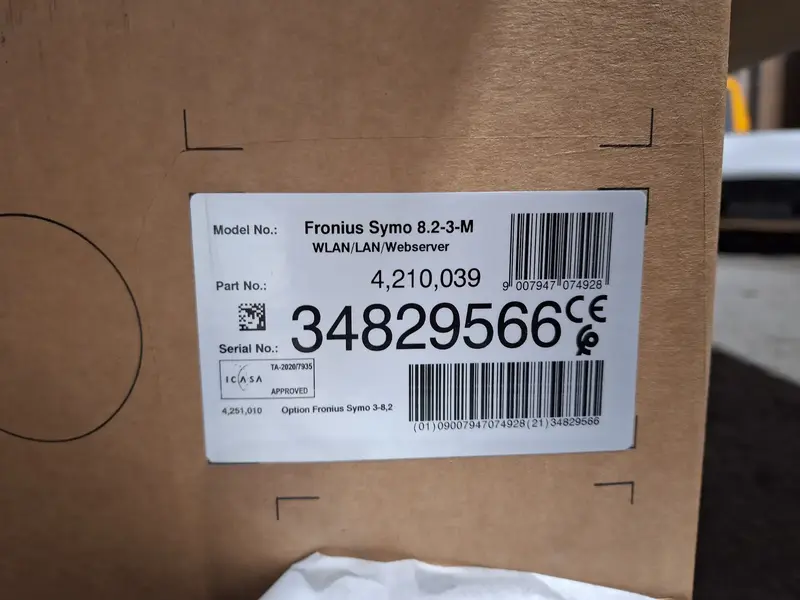 Model No.: Fronius Symo 8.2-3-M
WLAN/LAN/Webserver
Part No.: 4,210,039
9 007947 074928
Serial No.: 34829566
CE
ICASA
TA-2020/7935
APPROVED
4,251,010 Option Fronius Symo 3-8,2
(01)09007947074928(21)34829566